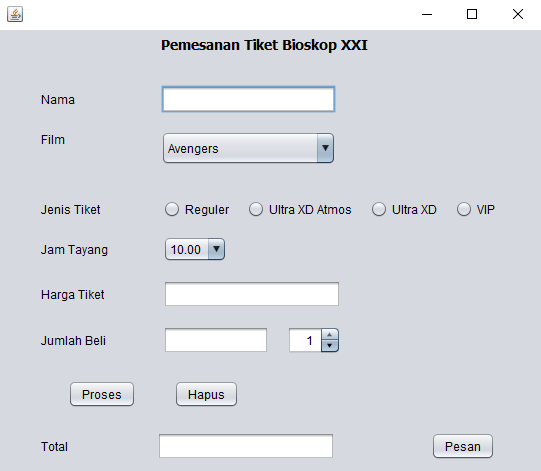 Pemesanan Tiket Bioskop XXI
Nama
Film Avengers
Jenis Tiket Reguler Ultra XD Atmos Ultra XD VIP
Jam Tayang 10.00
Harga Tiket
Jumlah Beli 1
Proses Hapus
Total Pesan